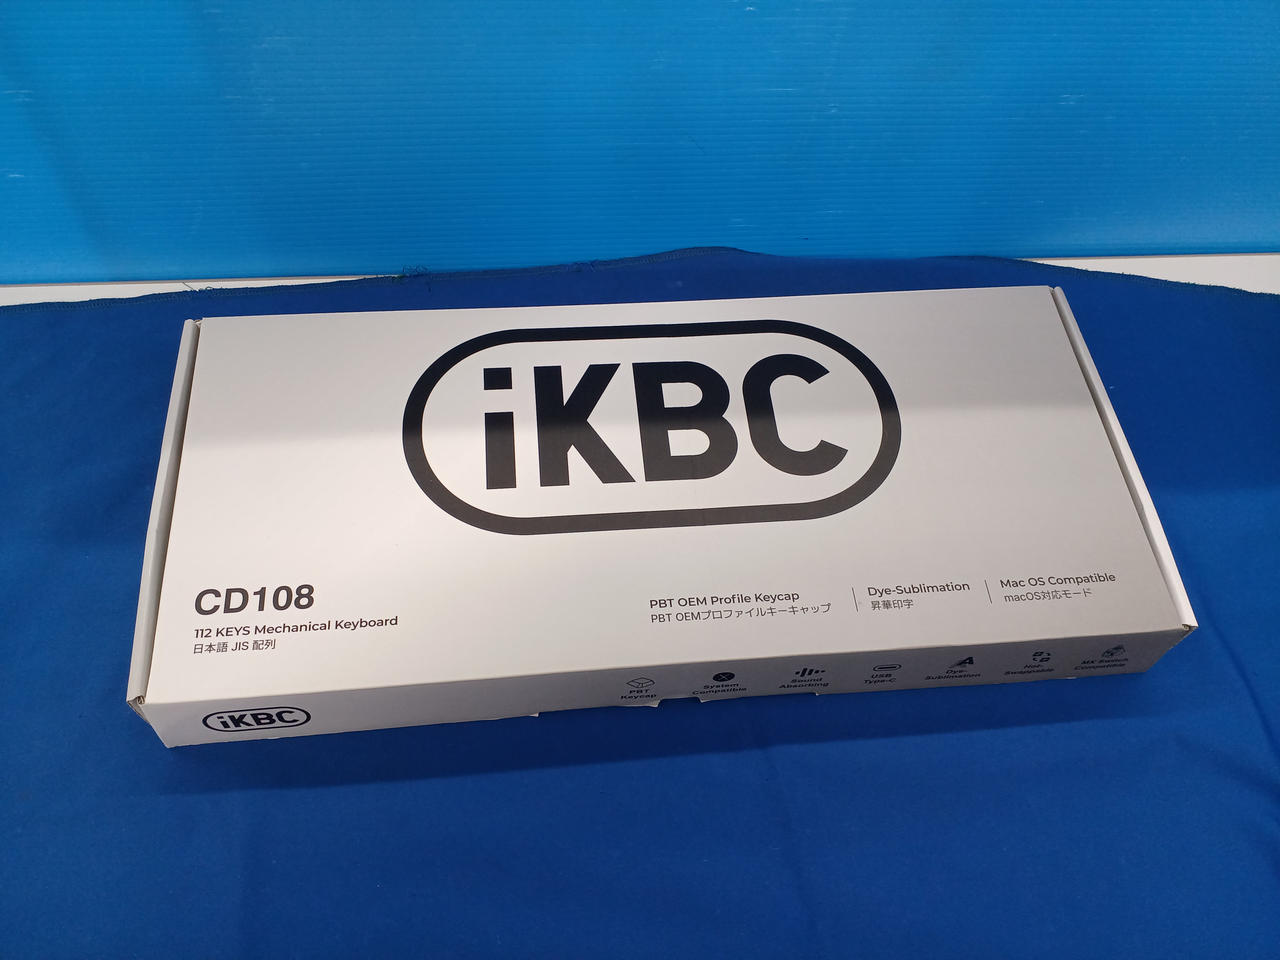 iKBC
CD108
112 KEYS Mechanical Keyboard
日本語 JIS 配列
PBT OEM Profile Keycap
PBT OEMプロファイルキーキャップ
Dye-Sublimation
昇華印字
Mac OS Compatible
macOS対応モード
iKBC
PBT
Keycap
System
Compatible
Sound
Absorbing
USB
Type-C
Dye-
Sublimation
Hot-
Swappable
MX Switch
Compatible